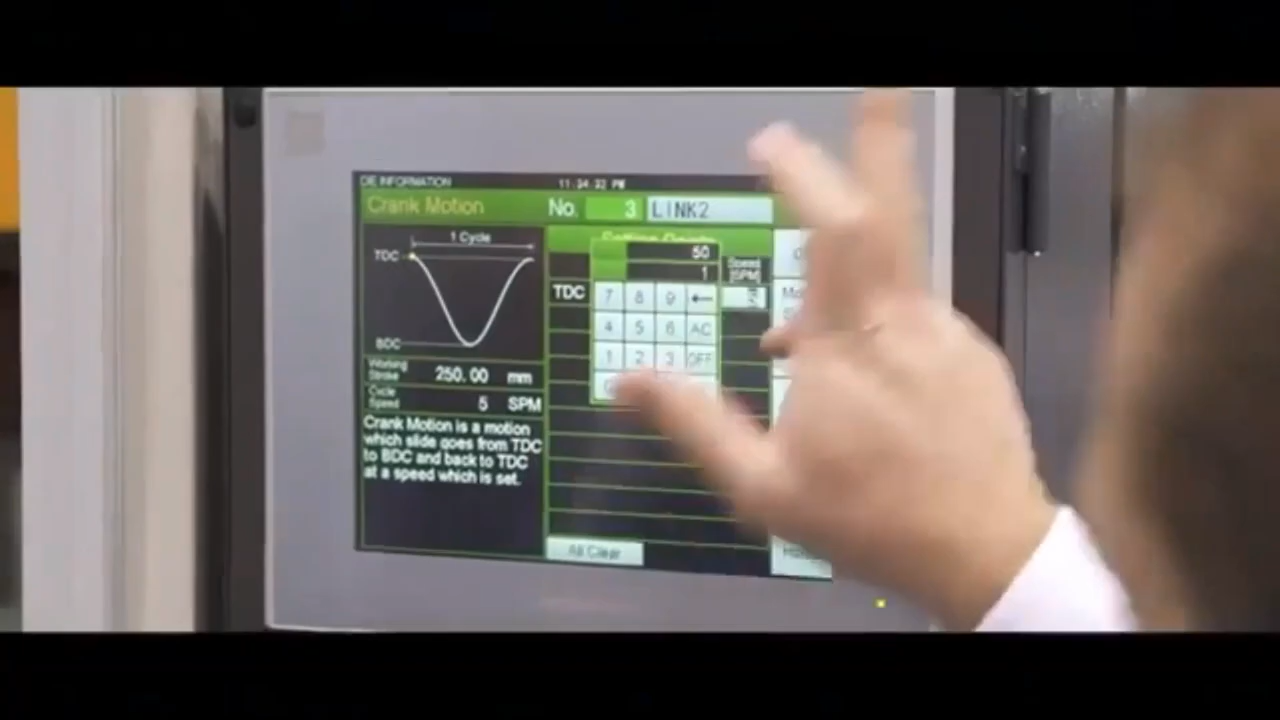 DIE INFORMATION
11:34:32 PM
Crank Motion
No. 3 LINK2
1 Cycle
TDC
BDC
Working Stroke 250.00 mm
Cycle Speed 5 SPM
Crank Motion is a motion
which slide goes from TDC
to BDC and back to TDC
at a speed which is set.
50
1
Speed
[SPM]
TDC
7 8 9 ←
4 5 6 AC
1 2 3 OFF
All Clear